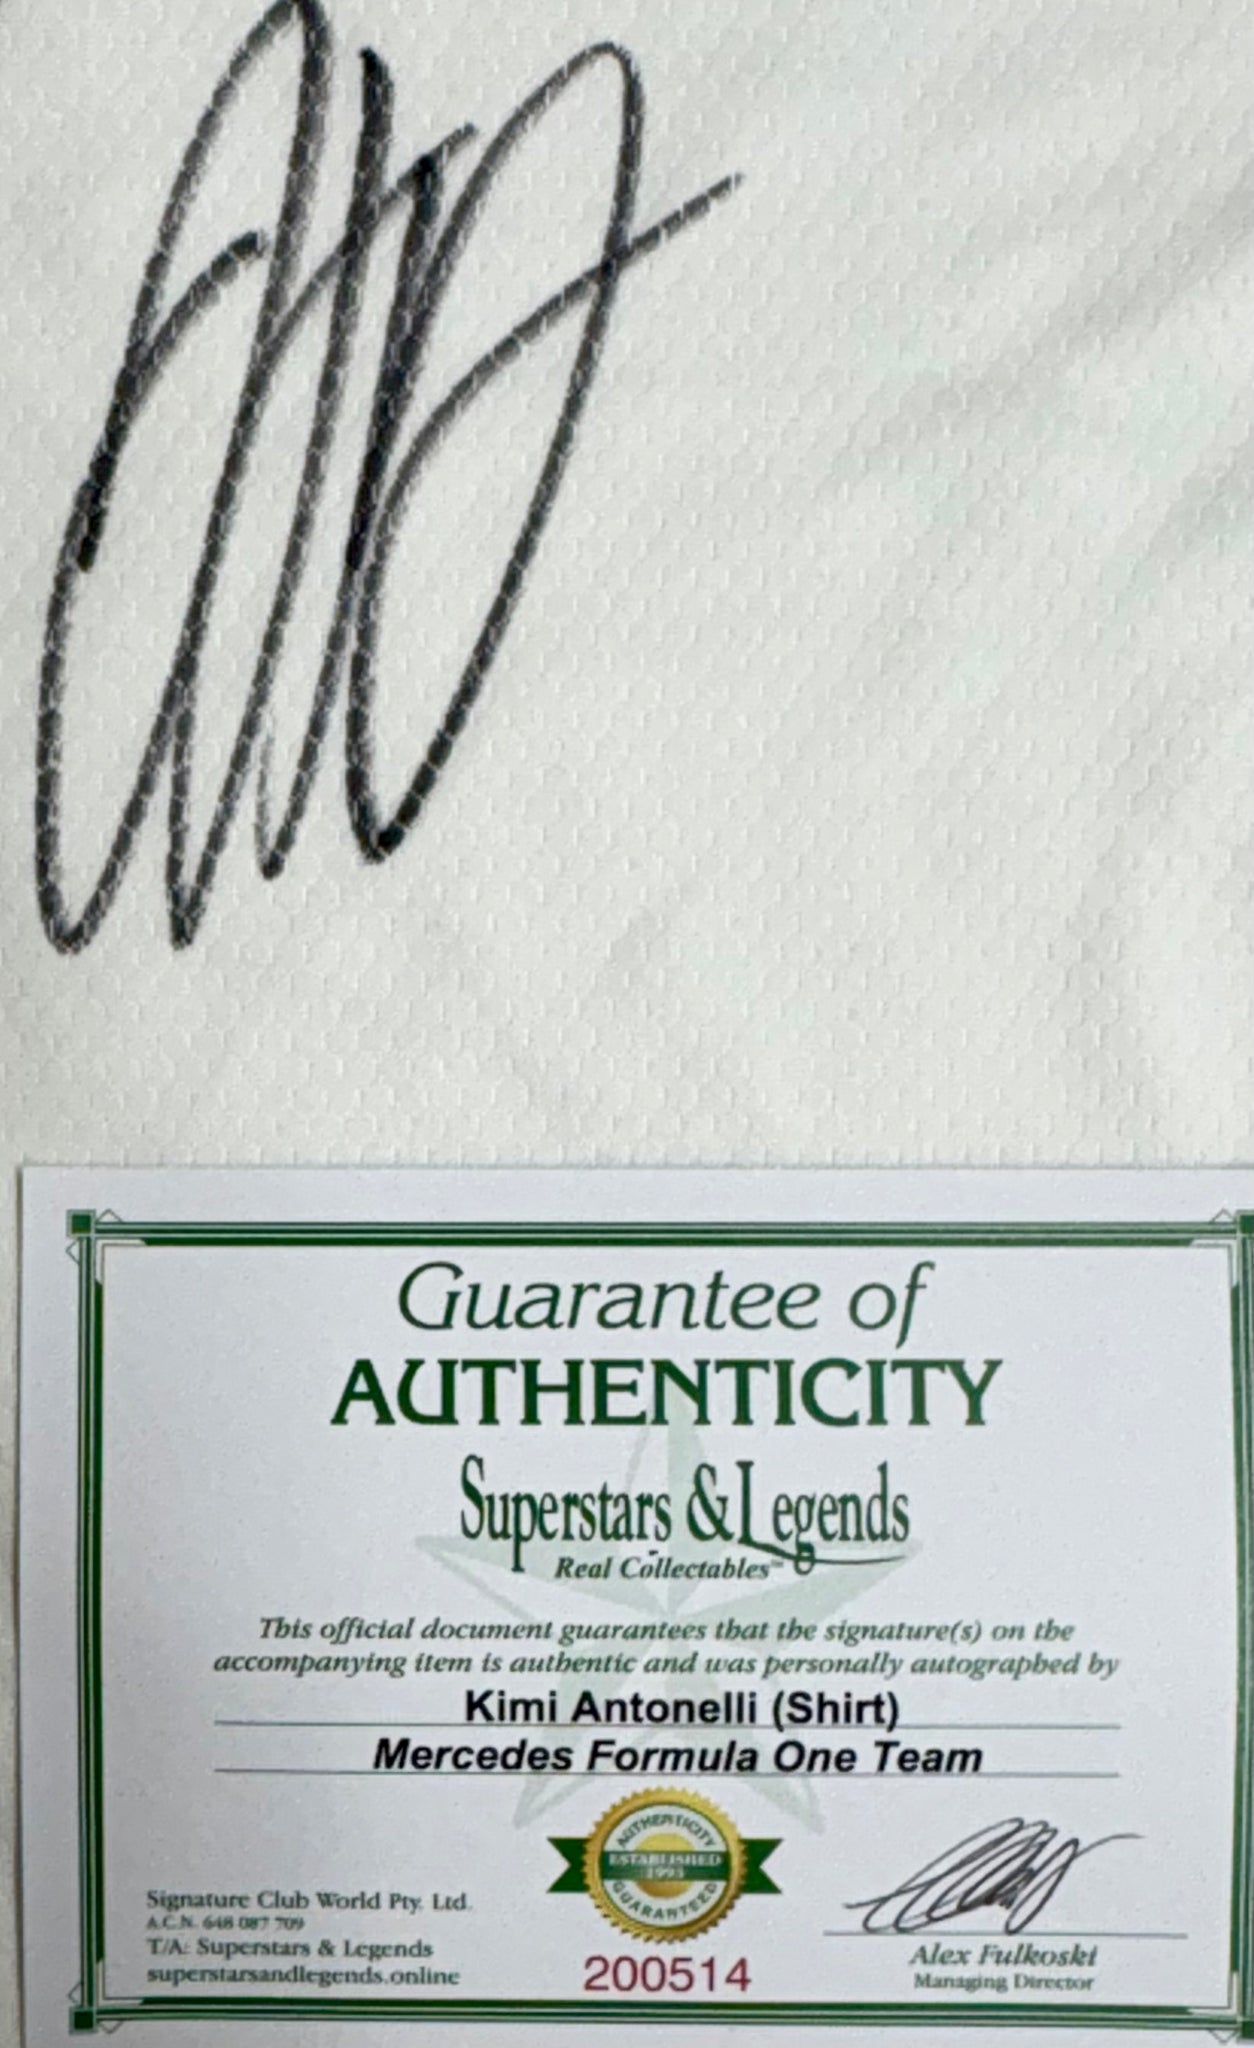 Guarantee of
AUTHENTICITY
Superstars & Legends
Real Collectables™
This official document guarantees that the signature(s) on the
accompanying item is authentic and was personally autographed by
Kimi Antonelli (Shirt)
Mercedes Formula One Team
AUTHENTICITY
ESTABLISHED
1993
GUARANTEED
200514
Signature Club World Pty. Ltd.
A.C.N. 648 087 709
T/A: Superstars & Legends
superstarsandlegends.online
Alex Fulkoski
Managing Director